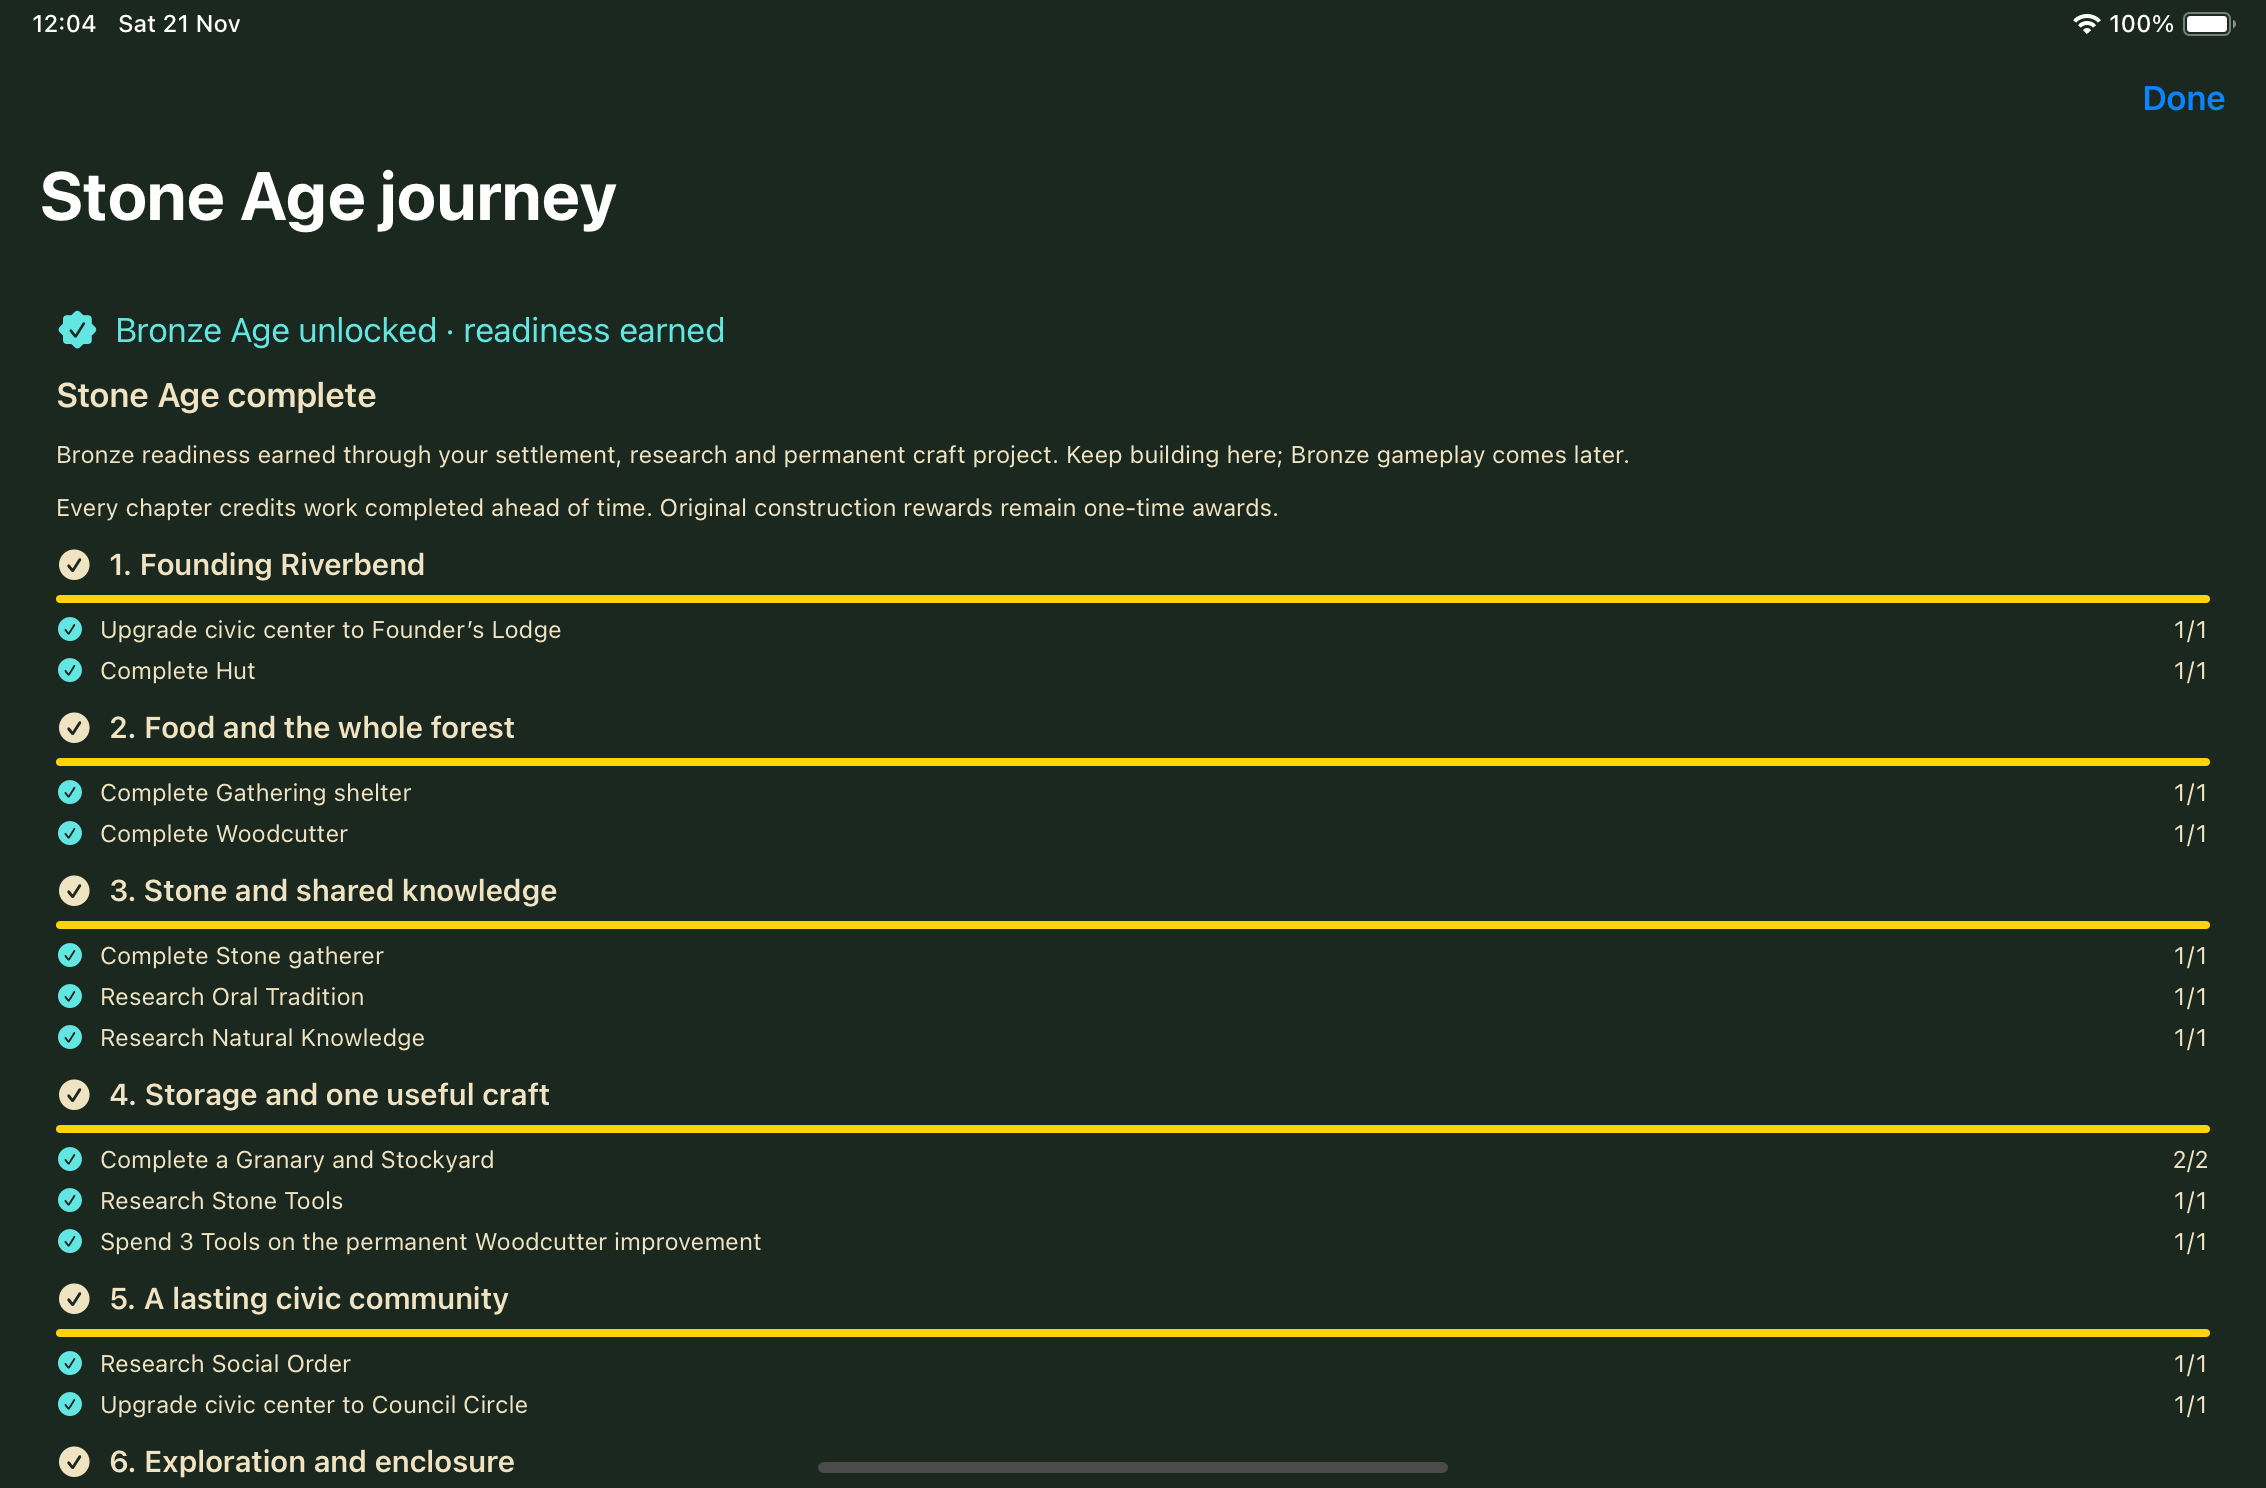 12:04 Sat 21 Nov 100%
Done
Stone Age journey
Bronze Age unlocked · readiness earned
Stone Age complete
Bronze readiness earned through your settlement, research and permanent craft project. Keep building here; Bronze gameplay comes later.
Every chapter credits work completed ahead of time. Original construction rewards remain one-time awards.
1. Founding Riverbend
Upgrade civic center to Founder’s Lodge 1/1
Complete Hut 1/1
2. Food and the whole forest
Complete Gathering shelter 1/1
Complete Woodcutter 1/1
3. Stone and shared knowledge
Complete Stone gatherer 1/1
Research Oral Tradition 1/1
Research Natural Knowledge 1/1
4. Storage and one useful craft
Complete a Granary and Stockyard 2/2
Research Stone Tools 1/1
Spend 3 Tools on the permanent Woodcutter improvement 1/1
5. A lasting civic community
Research Social Order 1/1
Upgrade civic center to Council Circle 1/1
6. Exploration and enclosure